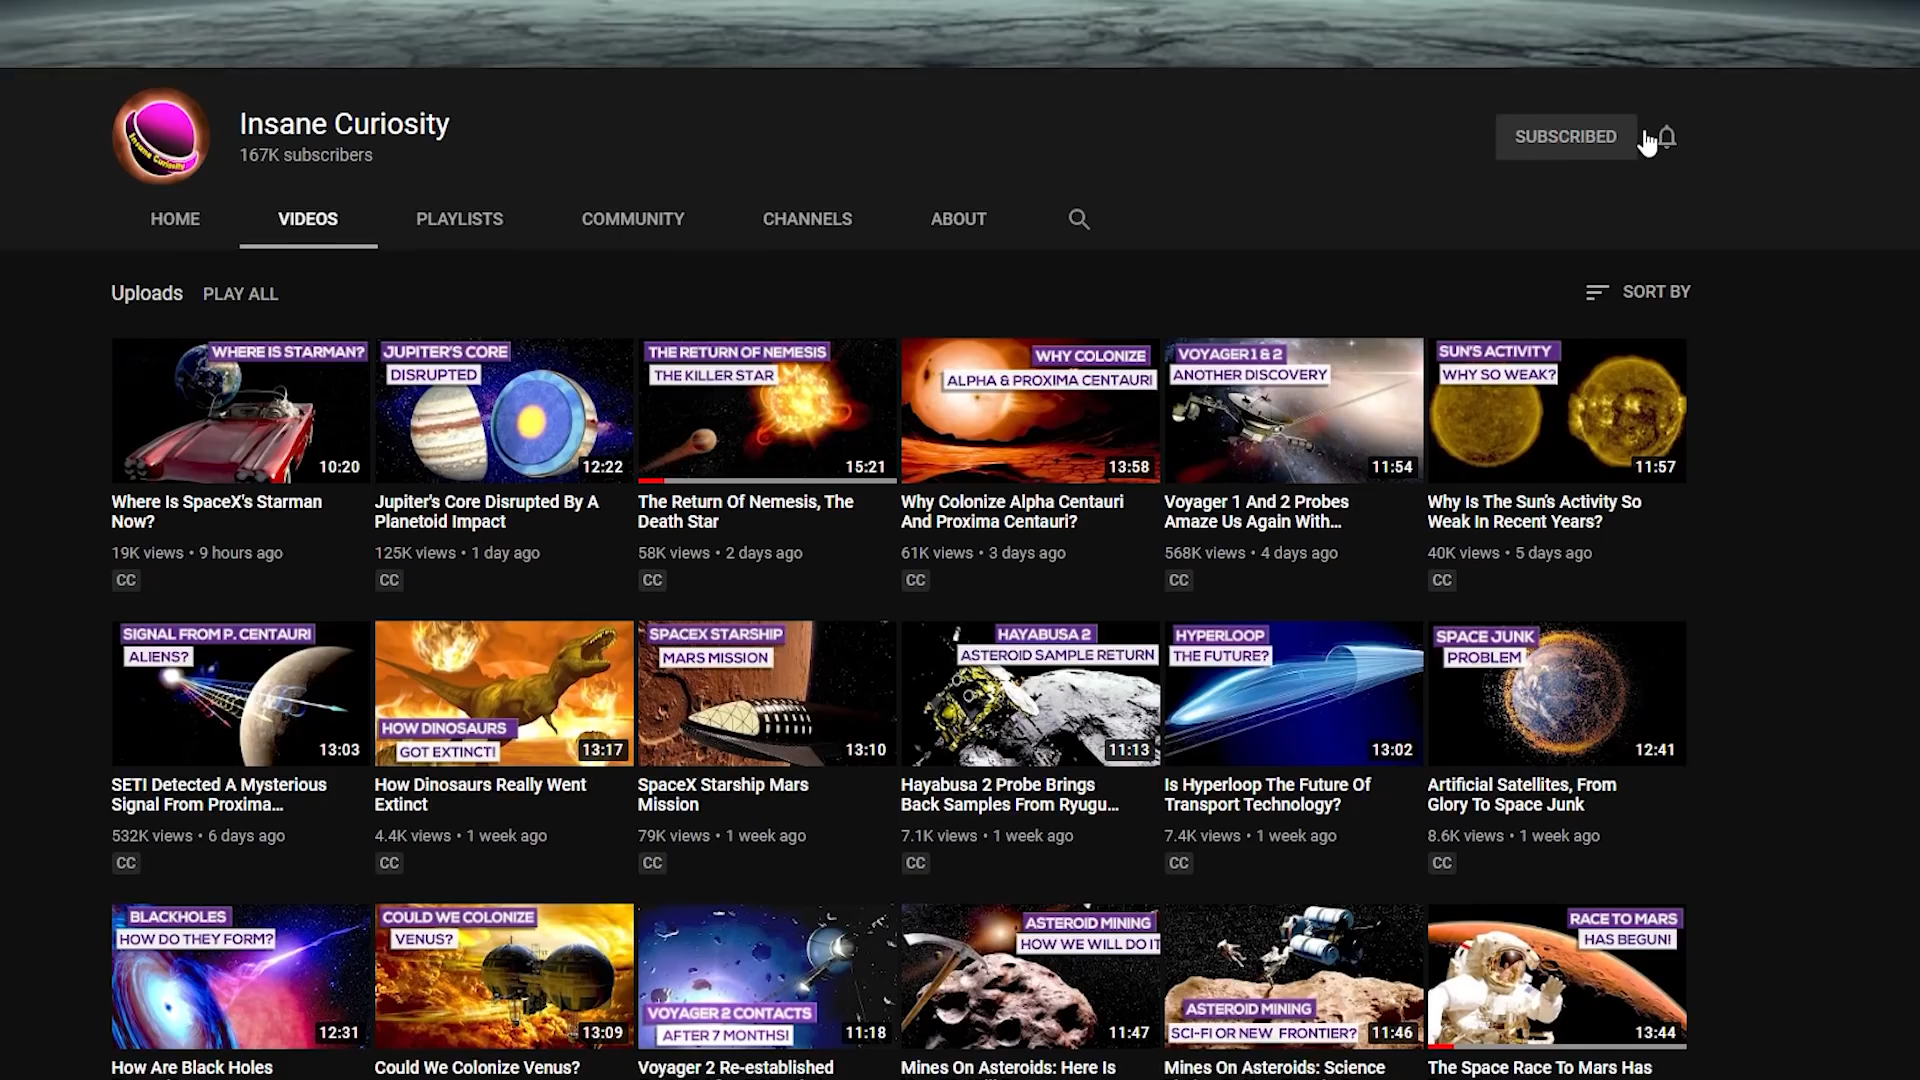 Insane Curiosity
167K subscribers
SUBSCRIBED
Insane Curiosity
HOME VIDEOS PLAYLISTS COMMUNITY CHANNELS ABOUT
Uploads PLAY ALL SORT BY
WHERE IS STARMAN?
10:20
Where Is SpaceX's Starman
Now?
19K views • 9 hours ago
CC
JUPITER'S CORE
DISRUPTED
12:22
Jupiter's Core Disrupted By A
Planetoid Impact
125K views • 1 day ago
CC
THE RETURN OF NEMESIS
THE KILLER STAR
15:21
The Return Of Nemesis, The
Death Star
58K views • 2 days ago
CC
WHY COLONIZE
ALPHA & PROXIMA CENTAURI
13:58
Why Colonize Alpha Centauri
And Proxima Centauri?
61K views • 3 days ago
CC
VOYAGER 1 & 2
ANOTHER DISCOVERY
11:54
Voyager 1 And 2 Probes
Amaze Us Again With...
568K views • 4 days ago
CC
SUN'S ACTIVITY
WHY SO WEAK?
11:57
Why Is The Sun's Activity So
Weak In Recent Years?
40K views • 5 days ago
CC
SIGNAL FROM P. CENTAURI
ALIENS?
13:03
SETI Detected A Mysterious
Signal From Proxima...
532K views • 6 days ago
CC
HOW DINOSAURS
GOT EXTINCT!
13:17
How Dinosaurs Really Went
Extinct
4.4K views • 1 week ago
CC
SPACEX STARSHIP
MARS MISSION
13:10
SpaceX Starship Mars
Mission
79K views • 1 week ago
CC
HAYABUSA 2
ASTEROID SAMPLE RETURN
11:13
Hayabusa 2 Probe Brings
Back Samples From Ryugu...
7.1K views • 1 week ago
CC
HYPERLOOP
THE FUTURE?
13:02
Is Hyperloop The Future Of
Transport Technology?
7.4K views • 1 week ago
CC
SPACE JUNK
PROBLEM
12:41
Artificial Satellites, From
Glory To Space Junk
8.6K views • 1 week ago
CC
BLACKHOLES
HOW DO THEY FORM?
12:31
How Are Black Holes
COULD WE COLONIZE
VENUS?
13:09
Could We Colonize Venus?
VOYAGER 2 CONTACTS
AFTER 7 MONTHS!
11:18
Voyager 2 Re-established
ASTEROID MINING
HOW WE WILL DO IT
11:47
Mines On Asteroids: Here Is
ASTEROID MINING
SCI-FI OR NEW FRONTIER?
11:46
Mines On Asteroids: Science
RACE TO MARS
HAS BEGUN!
13:44
The Space Race To Mars Has